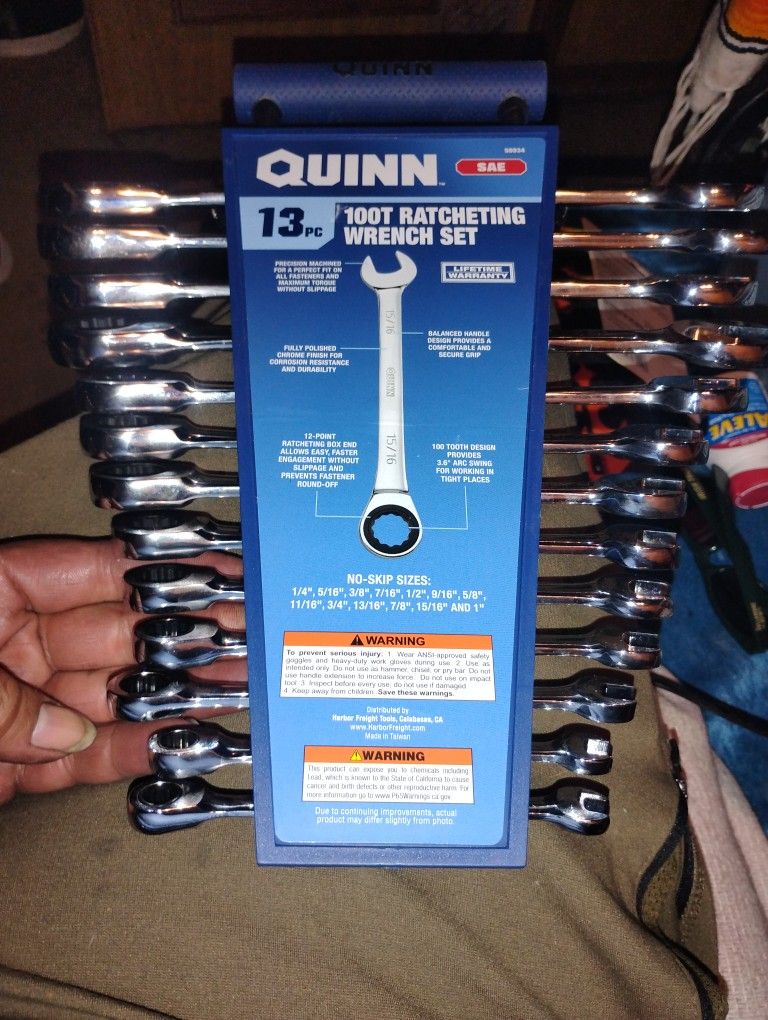 QUINN
58034
QUINN™
SAE
13 PC
100T RATCHETING
WRENCH SET
PRECISION MACHINED
FOR A PERFECT FIT ON
ALL FASTENERS AND
MAXIMUM TORQUE
WITHOUT SLIPPAGE
LIFETIME
WARRANTY
15/16
FULLY POLISHED
CHROME FINISH FOR
CORROSION RESISTANCE
AND DURABILITY
BALANCED HANDLE
DESIGN PROVIDES A
COMFORTABLE AND
SECURE GRIP
QUINN
15/16
12-POINT
RATCHETING BOX END
ALLOWS EASY, FASTER
ENGAGEMENT WITHOUT
SLIPPAGE AND
PREVENTS FASTENER
ROUND-OFF
100 TOOTH DESIGN
PROVIDES
3.6° ARC SWING
FOR WORKING IN
TIGHT PLACES
NO-SKIP SIZES:
1/4", 5/16", 3/8", 7/16", 1/2", 9/16", 5/8",
11/16", 3/4", 13/16", 7/8", 15/16" AND 1"
WARNING
To prevent serious injury: 1. Wear ANSI-approved safety
goggles and heavy-duty work gloves during use. 2. Use as
intended only. Do not use as hammer, chisel, or pry bar. Do not
use handle extension to increase force. Do not use on impact
tool. 3. Inspect before every use; do not use if damaged.
4. Keep away from children. Save these warnings.
Distributed by
Harbor Freight Tools, Calabasas, CA
www.HarborFreight.com
Made in Taiwan
WARNING
This product can expose you to chemicals including
Lead, which is known to the State of California to cause
cancer and birth defects or other reproductive harm. For
more information go to www.P65Warnings.ca.gov.
Due to continuing improvements, actual
product may differ slightly from photo.
ALEVE